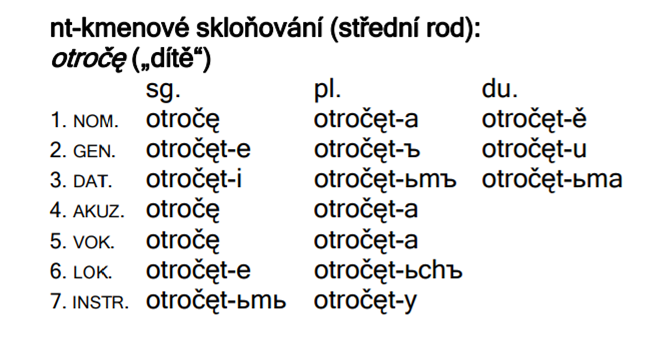 nt-kmenové skloňování (střední rod):
otročę („dítě“)
sg. pl. du.
1. NOM. otročę otročęt-a otročęt-ě
2. GEN. otročęt-e otročęt-ъ otročęt-u
3. DAT. otročęt-i otročęt-ьmъ otročęt-ьma
4. AKUZ. otročę otročęt-a
5. VOK. otročę otročęt-a
6. LOK. otročęt-e otročęt-ьchъ
7. INSTR. otročęt-ьmь otročęt-y